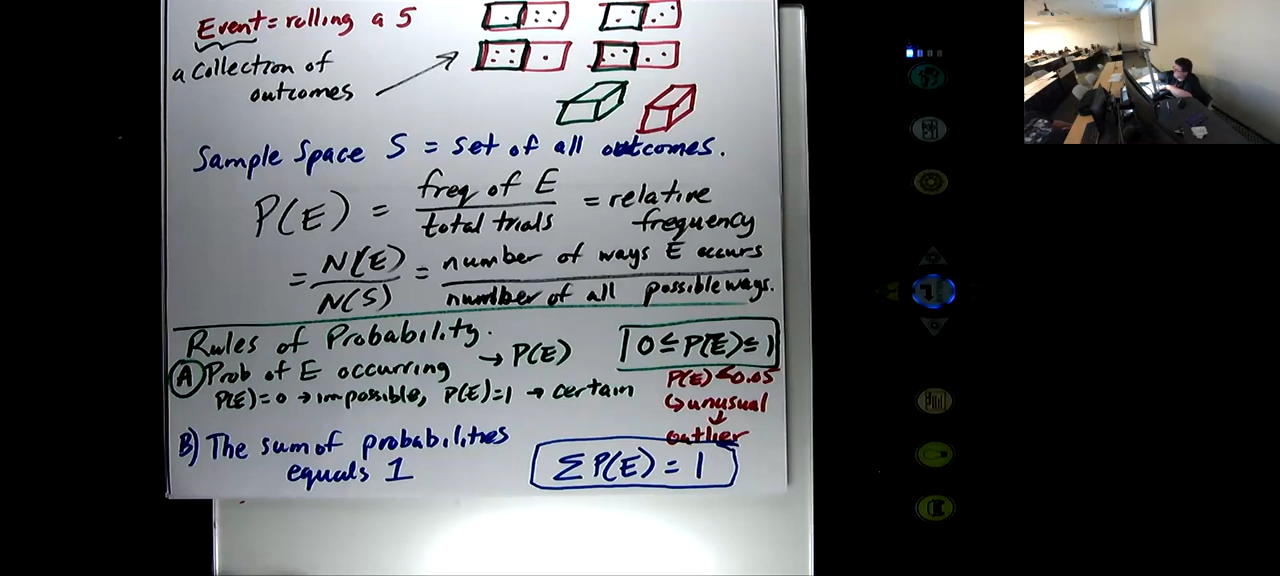 Event = rolling a 5
a collection of
outcomes
Sample Space S = set of all outcomes.
P(E) = freq of E / total trials = relative frequency
= N(E) / N(S) = number of ways E occurs / number of all possible ways.
Rules of Probability.
A Prob of E occurring → P(E)
0 ≤ P(E) ≤ 1
P(E) = 0 → impossible, P(E) = 1 → certain
P(E) < 0.05
↳ unusual
↓
outlier
B) The sum of probabilities
equals 1
∑ P(E) = 1